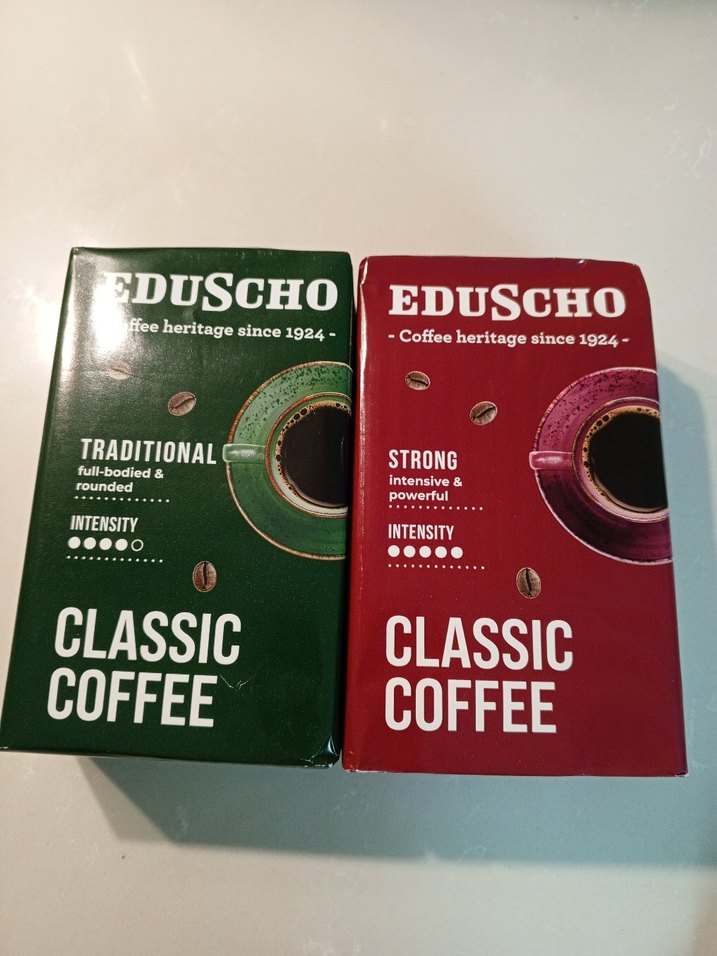 EDUSCHO
Coffee heritage since 1924 -
TRADITIONAL
full-bodied &
rounded
INTENSITY
CLASSIC
COFFEE
EDUSCHO
- Coffee heritage since 1924 -
STRONG
intensive &
powerful
INTENSITY
CLASSIC
COFFEE